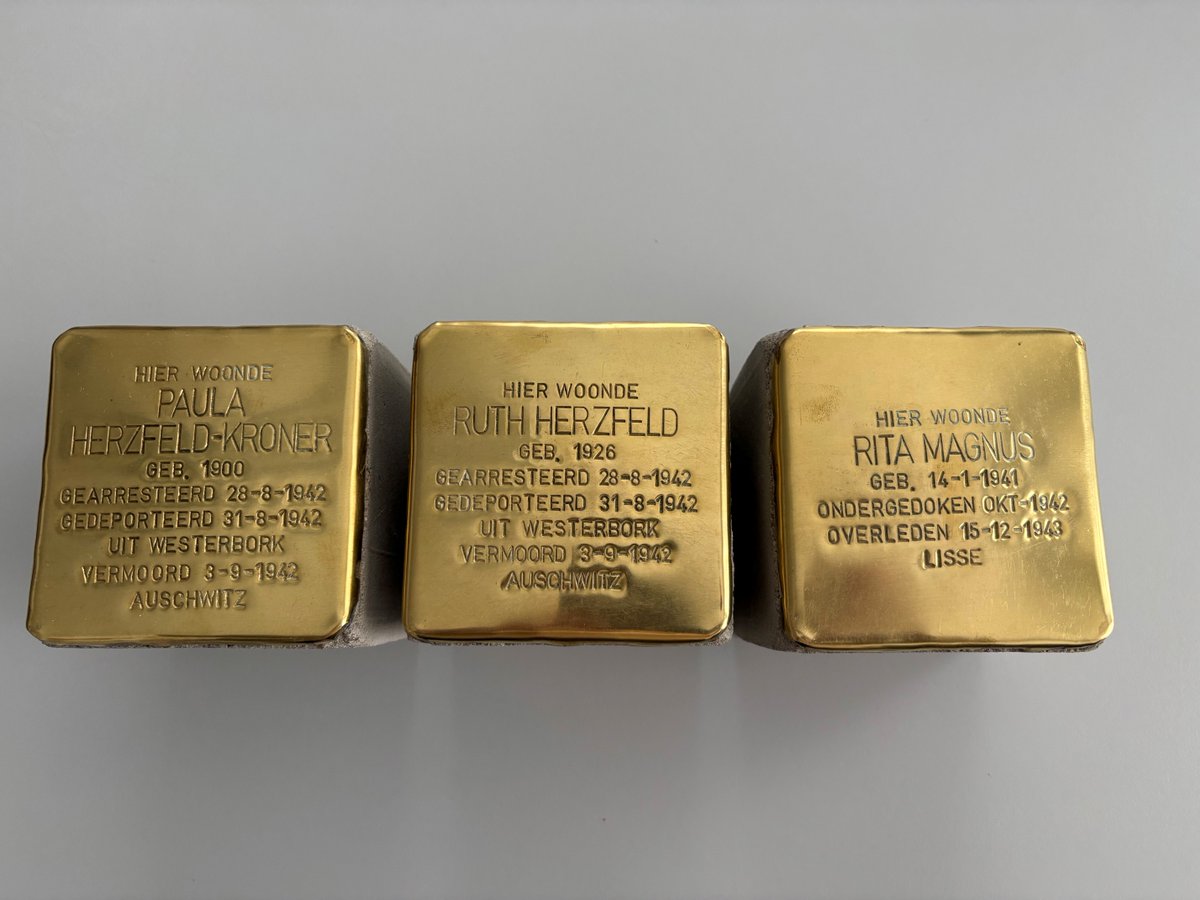 HIER WOONDE
PAULA
HERZFELD-KRONER
GEB. 1900
GEARRESTEERD 28-8-1942
GEDEPORTEERD 31-8-1942
UIT WESTERBORK
VERMOORD 3-9-1942
AUSCHWITZ
HIER WOONDE
RUTH HERZFELD
GEB. 1926
GEARRESTEERD 28-8-1942
GEDEPORTEERD 31-8-1942
UIT WESTERBORK
VERMOORD 3-9-1942
AUSCHWITZ
HIER WOONDE
RITA MAGNUS
GEB. 14-1-1941
ONDERGEDOKEN OKT-1942
OVERLEDEN 15-12-1943
LISSE